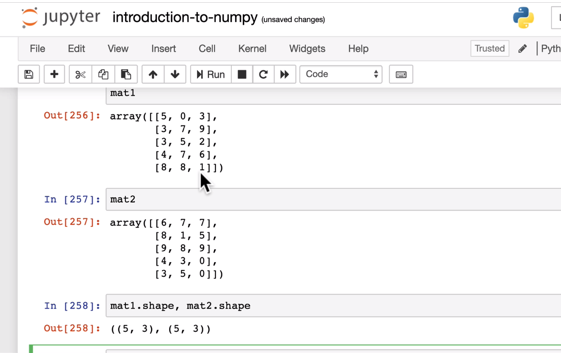 jupyter introduction-to-numpy (unsaved changes)
File Edit View Insert Cell Kernel Widgets Help Trusted
Run Code
mat1
Out[256]: array([[5, 0, 3],
[3, 7, 9],
[3, 5, 2],
[4, 7, 6],
[8, 8, 1]])
In [257]: mat2
Out[257]: array([[6, 7, 7],
[8, 1, 5],
[9, 8, 9],
[4, 3, 0],
[3, 5, 0]])
In [258]: mat1.shape, mat2.shape
Out[258]: ((5, 3), (5, 3))